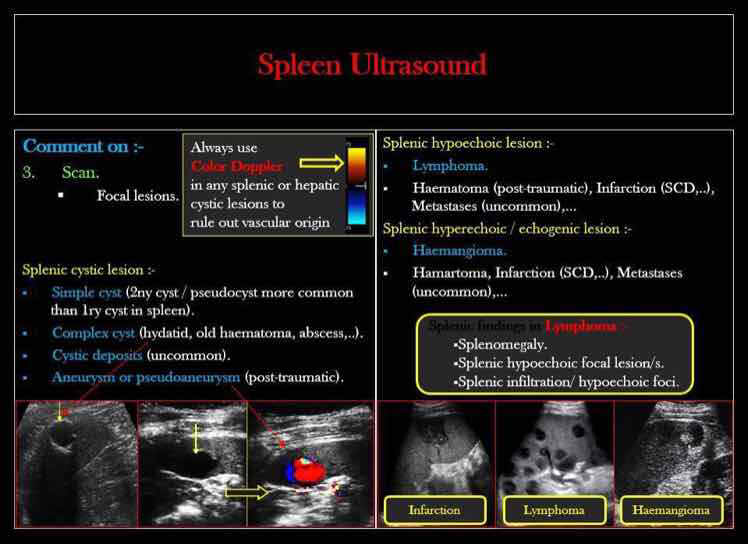 Spleen Ultrasound
Comment on :-
3. Scan.
▪ Focal lesions.
Always use
Color Doppler
in any splenic or hepatic
cystic lesions to
rule out vascular origin
Splenic cystic lesion :-
▪ Simple cyst (2ny cyst / pseudocyst more common
than 1ry cyst in spleen).
▪ Complex cyst (hydatid, old haematoma, abscess,..).
▪ Cystic deposits (uncommon).
▪ Aneurysm or pseudoaneurysm (post-traumatic).
Splenic hypoechoic lesion :-
▪ Lymphoma.
▪ Haematoma (post-traumatic), Infarction (SCD,..),
Metastases (uncommon),...
Splenic hyperechoic / echogenic lesion :-
▪ Haemangioma.
▪ Hamartoma, Infarction (SCD,..), Metastases
(uncommon),...
Splenic findings in Lymphoma :-
▪Splenomegaly.
▪Splenic hypoechoic focal lesion/s.
▪Splenic infiltration/ hypoechoic foci.
Infarction
Lymphoma
Haemangioma